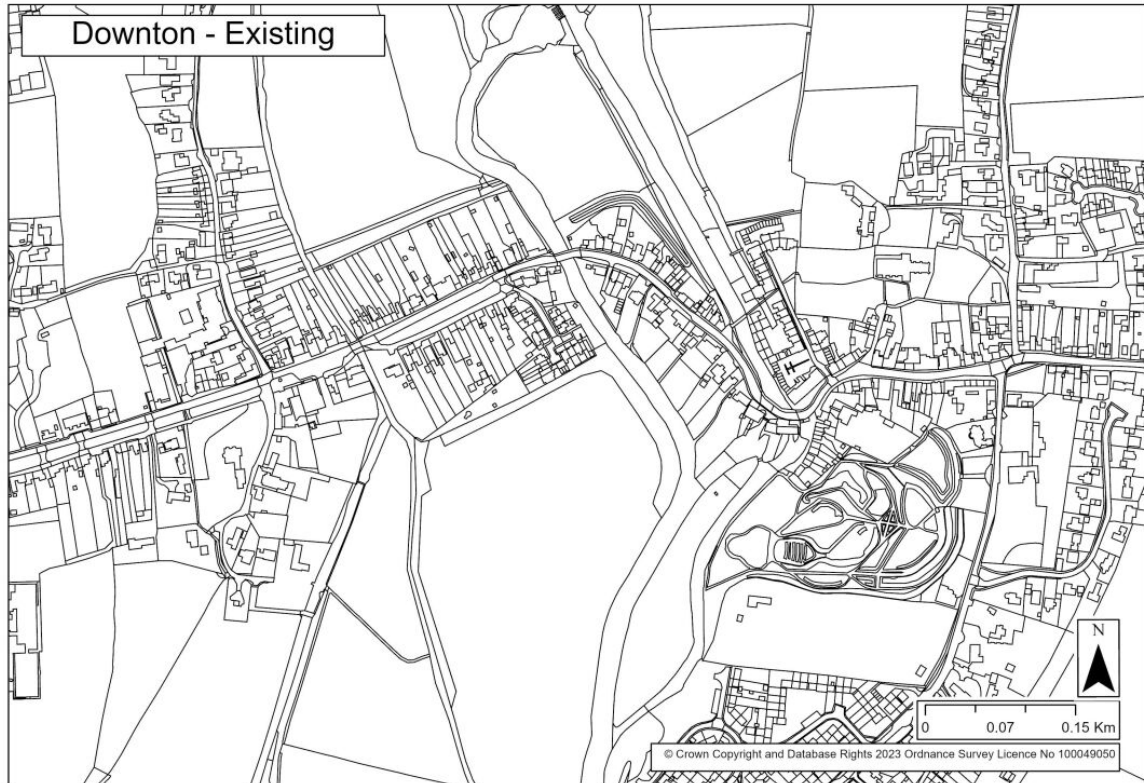 Downton - Existing
N
0 0.07 0.15 Km
© Crown Copyright and Database Rights 2023 Ordnance Survey Licence No 100049050